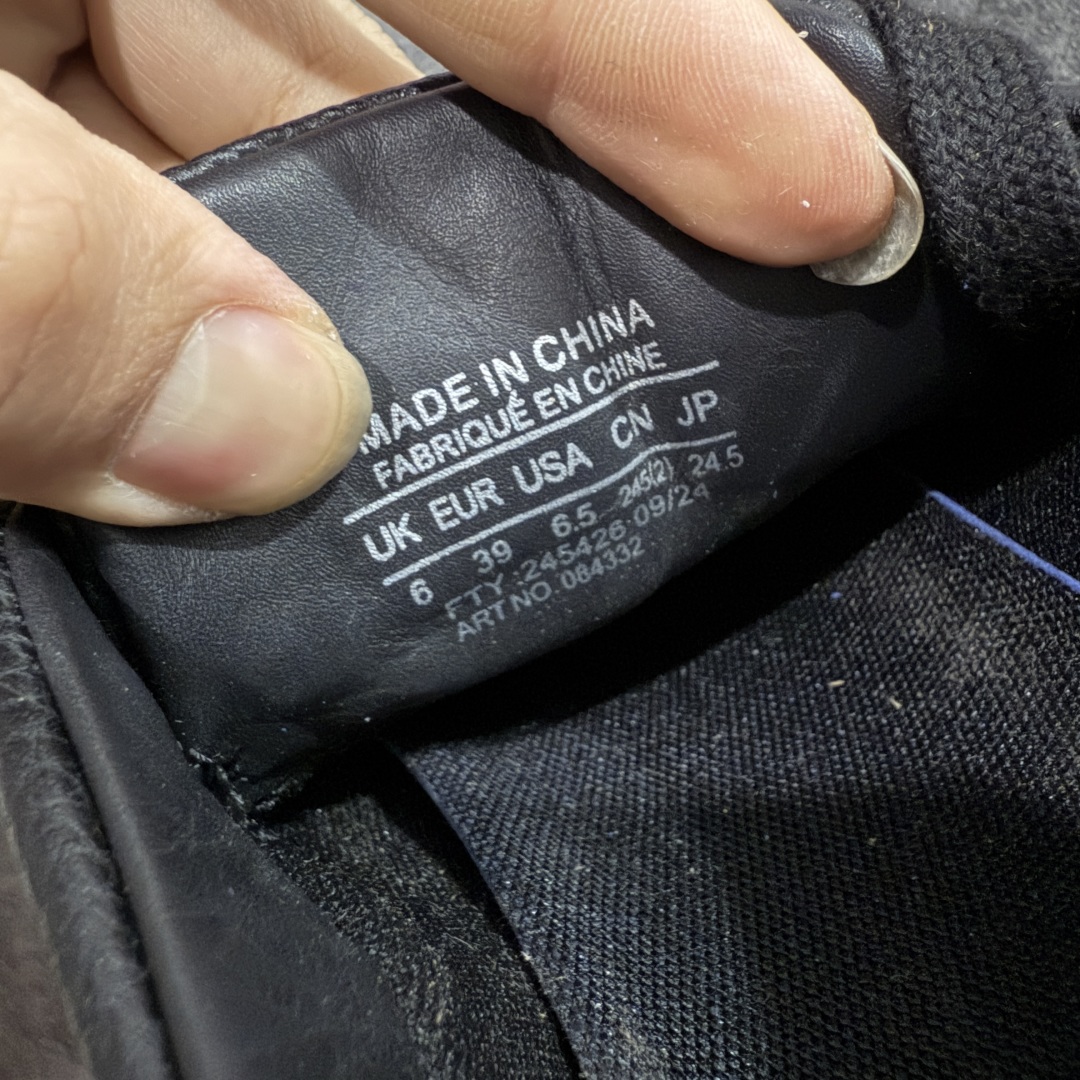 MADE IN CHINA
FABRIQUÉ EN CHINE
UK EUR USA CN JP
6 39 6.5 245(2) 24.5
FTY :245426 09/24
ART NO. 084332